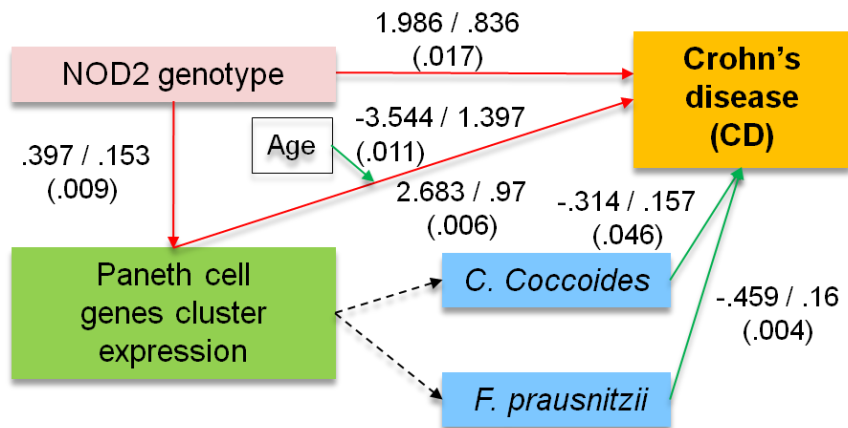 1.986 / .836
(.017)
NOD2 genotype
Crohn's
disease
(CD)
-3.544 / 1.397
(.011)
Age
.397 / .153
(.009)
2.683 / .97
(.006)
-.314 / .157
(.046)
Paneth cell
genes cluster
expression
C. Coccoides
-.459 / .16
(.004)
F. prausnitzii